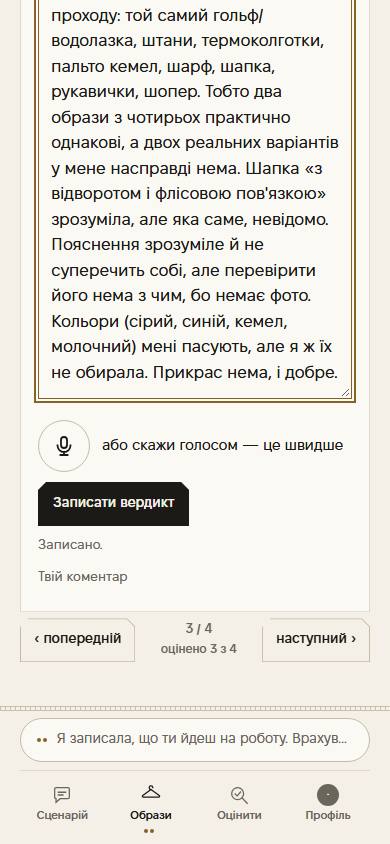 проходу: той самий гольф/
водолазка, штани, термоколготки,
пальто кемел, шарф, шапка,
рукавички, шопер. Тобто два
образи з чотирьох практично
однакові, а двох реальних варіантів
у мене насправді нема. Шапка «з
відворотом і флісовою пов'язкою»
зрозуміла, але яка саме, невідомо.
Пояснення зрозуміле й не
суперечить собі, але перевірити
його нема з чим, бо немає фото.
Кольори (сірий, синій, кемел,
молочний) мені пасують, але я ж їх
не обирала. Прикрас нема, і добре.
або скажи голосом — це швидше
Записати вердикт
Записано.
Твій коментар
‹ попередній
3 / 4
оцінено 3 з 4
наступний ›
Я записала, що ти йдеш на роботу. Врахув...
Сценарій
Образи
Оцінити
Профіль